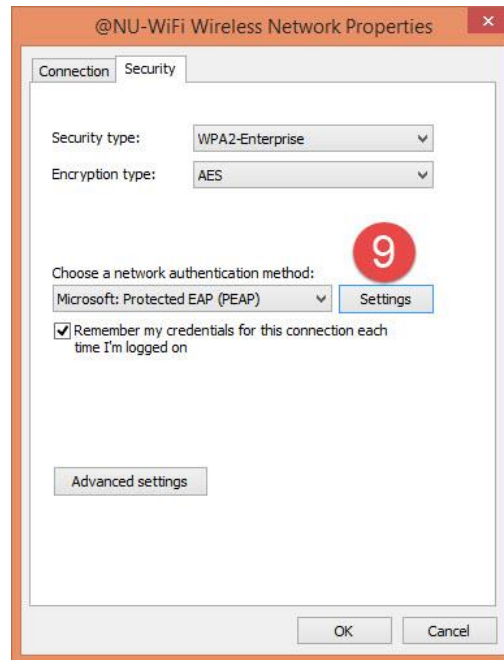 @NU-WiFi Wireless Network Properties
Connection
Security
Security type:
WPA2-Enterprise
Encryption type:
AES
9
Choose a network authentication method:
Microsoft: Protected EAP (PEAP)
Settings
Remember my credentials for this connection each
time I'm logged on
Advanced settings
OK
Cancel